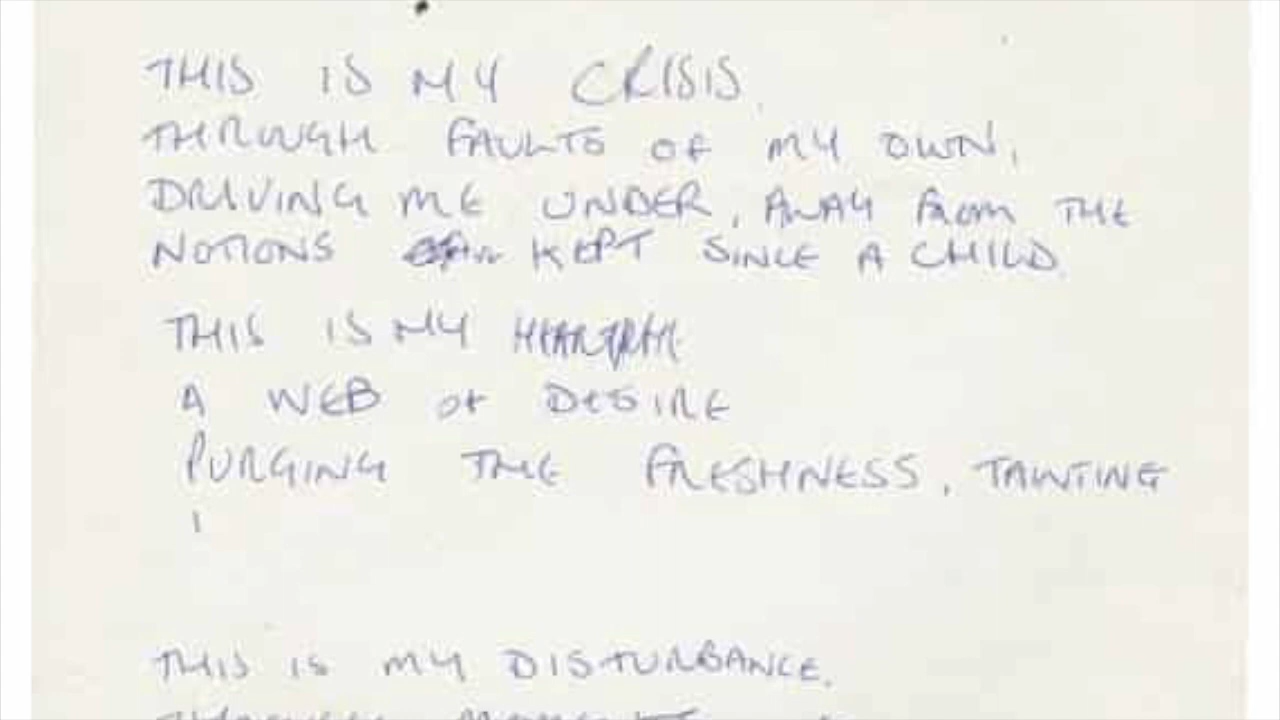 THIS IS MY CRISIS.
THROUGH FAULTS OF MY OWN,
DRIVING ME UNDER, AWAY FROM THE
NOTIONS KEPT SINCE A CHILD.
THIS IS MY
A WEB OF DESIRE
PURGING THE FRESHNESS, TAINTING
I
THIS IS MY DISTURBANCE.